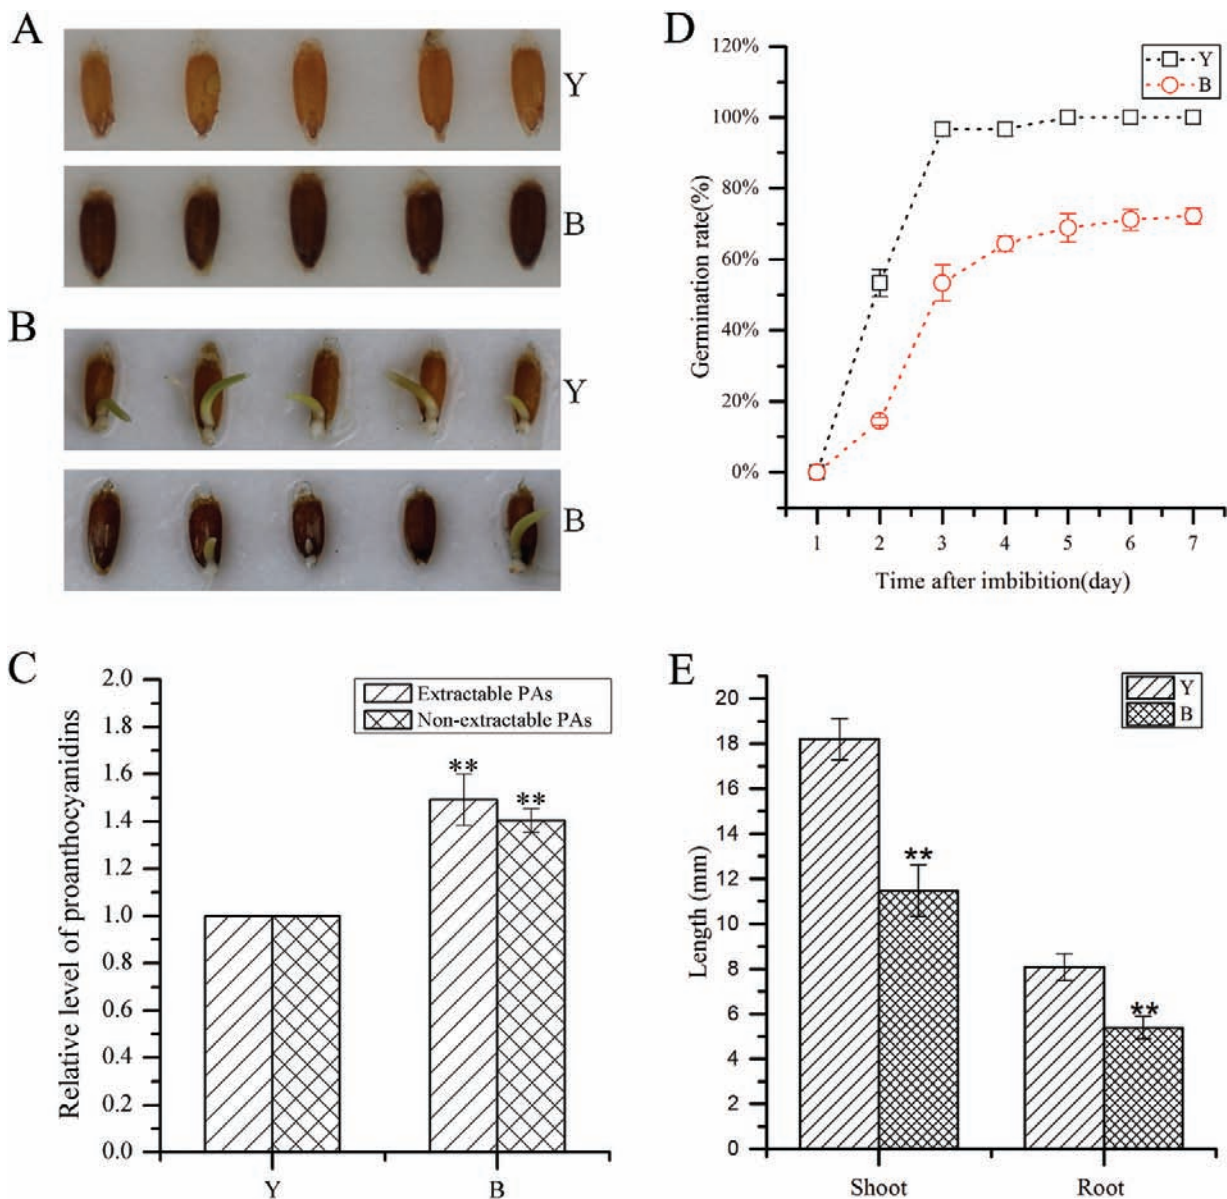 A
Y
B
B
Y
B
C
Relative level of proanthocyanidins
2.0
1.8
1.6
1.4
1.2
1.0
0.8
0.6
0.4
0.2
0.0
Extractable PAs
Non-extractable PAs
**
**
Y
B
D
Germination rate(%)
120%
100%
80%
60%
40%
20%
0%
Y
B
1 2 3 4 5 6 7
Time after imbibition(day)
E
Length (mm)
20
18
16
14
12
10
8
6
4
2
0
Y
B
**
**
Shoot Root